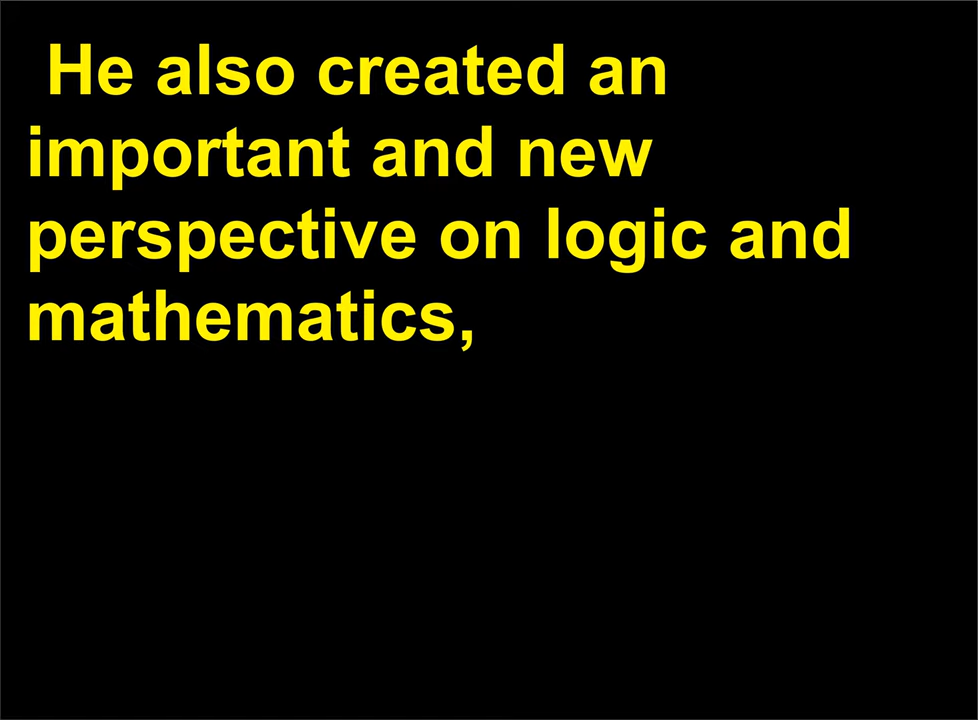 He also created an
important and new
perspective on logic and
mathematics,